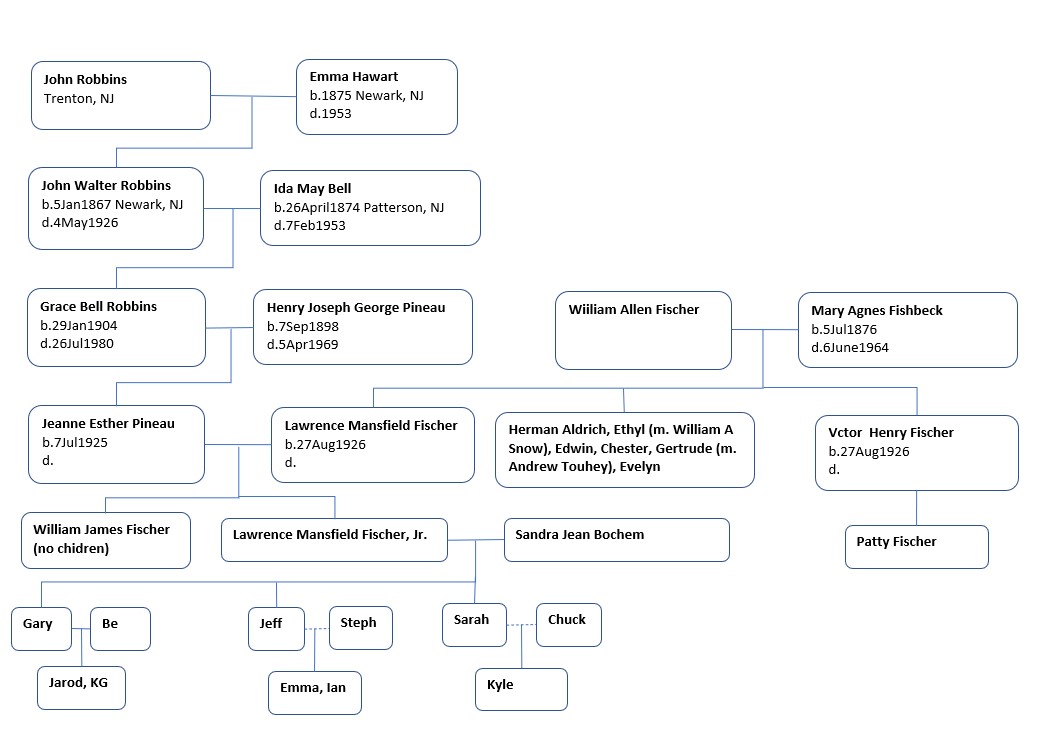 John Robbins
Trenton, NJ
Emma Hawart
b.1875 Newark, NJ
d.1953
John Walter Robbins
b.5Jan1867 Newark, NJ
d.4May1926
Ida May Bell
b.26April1874 Patterson, NJ
d.7Feb1953
Grace Bell Robbins
b.29Jan1904
d.26Jul1980
Henry Joseph George Pineau
b.7Sep1898
d.5Apr1969
Wiiliam Allen Fischer
Mary Agnes Fishbeck
b.5Jul1876
d.6June1964
Jeanne Esther Pineau
b.7Jul1925
d.
Lawrence Mansfield Fischer
b.27Aug1926
d.
Herman Aldrich, Ethyl (m. William A
Snow), Edwin, Chester, Gertrude (m.
Andrew Touhey), Evelyn
Vctor  Henry Fischer
b.27Aug1926
d.
William James Fischer
(no chidren)
Lawrence Mansfield Fischer, Jr.
Sandra Jean Bochem
Patty Fischer
Gary
Be
Jeff
Steph
Sarah
Chuck
Jarod, KG
Emma, Ian
Kyle